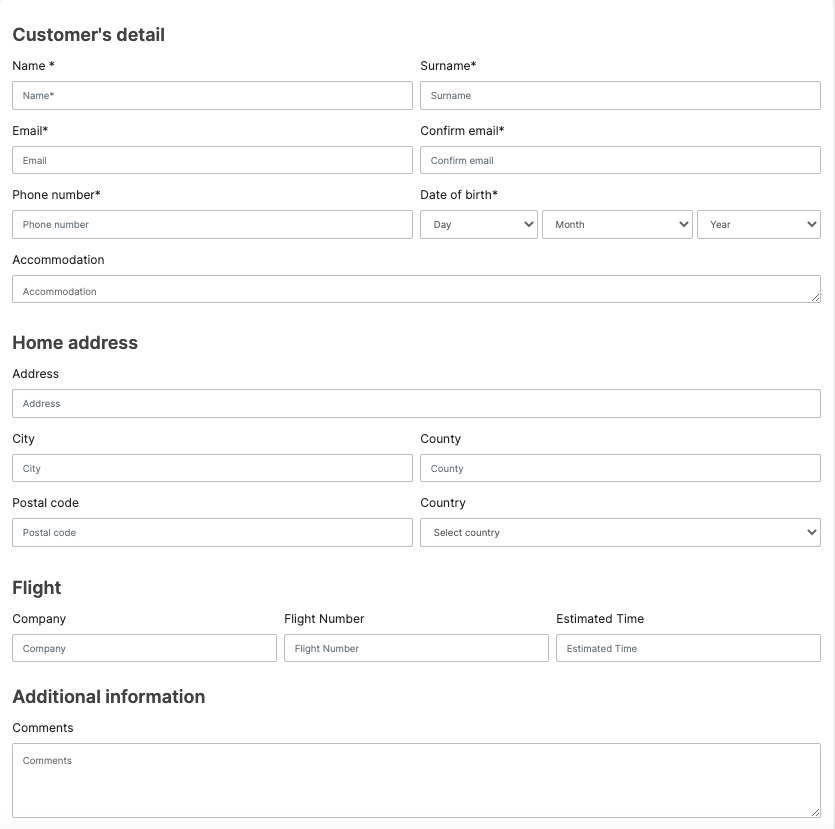 Customer's detail
Name * Surname*
Name* Surname
Email* Confirm email*
Email Confirm email
Phone number* Date of birth*
Phone number Day Month Year
Accommodation
Accommodation
Home address
Address
Address
City County
City County
Postal code Country
Postal code Select country
Flight
Company Flight Number Estimated Time
Company Flight Number Estimated Time
Additional information
Comments
Comments